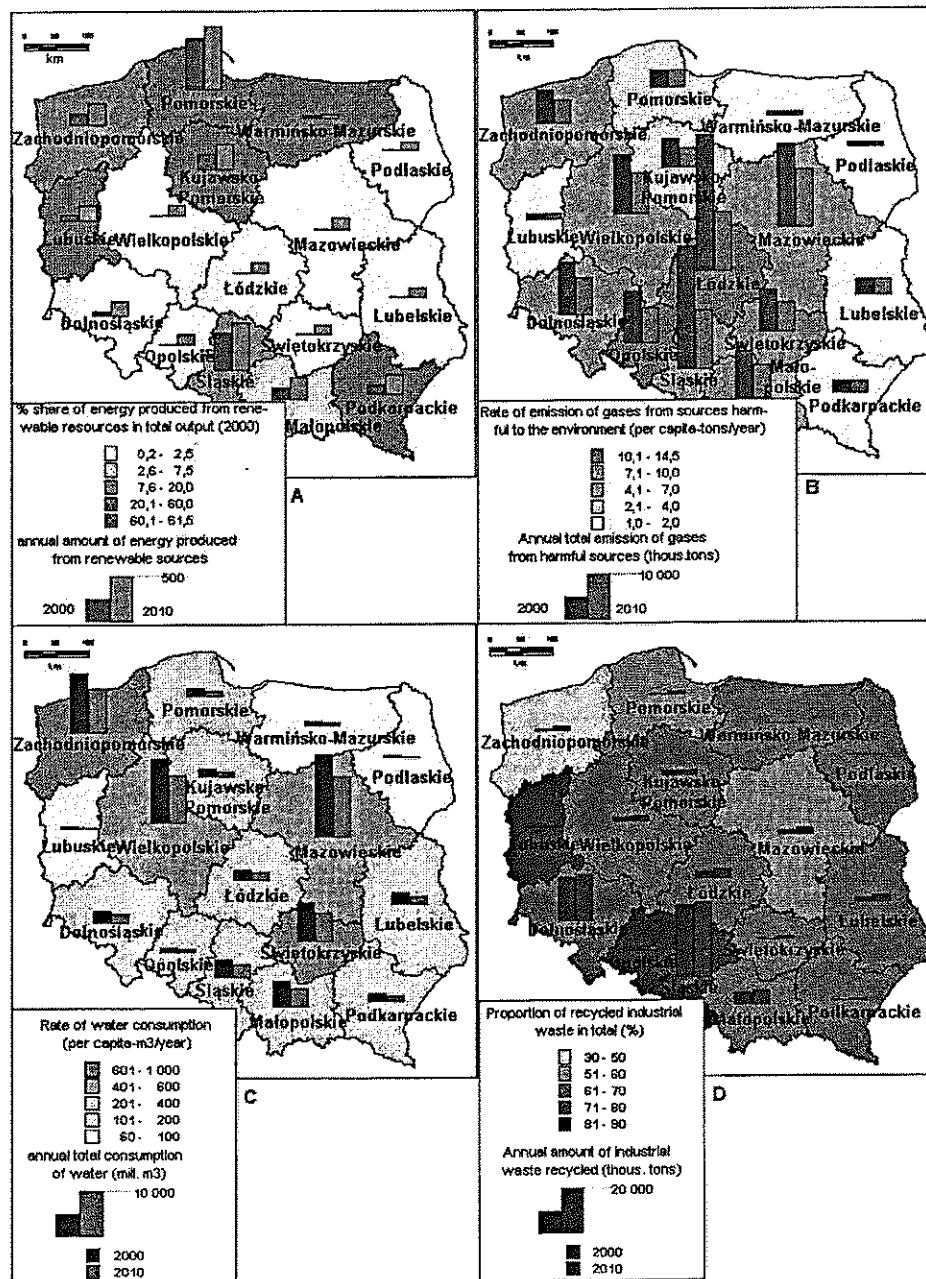 km
Pomorskie
Zachodniopomorskie
Warmińsko-Mazurskie
Podlaskie
Kujawsko-
Pomorskie
Lubuskie
Wielkopolskie
Mazowieckie
Łódzkie
Dolnośląskie
Lubelskie
Opolskie
Świętokrzyskie
Śląskie
Podkarpackie
Małopolskie
% share of energy produced from rene-
wable resources in total output (2000)
0,2 - 2,5
2,6 - 7,5
7,6 - 20,0
20,1 - 60,0
60,1 - 61,5
annual amount of energy produced
from renewable sources
500
2000
2010
A
km
Pomorskie
Zachodniopomorskie
Warmińsko-Mazurskie
Podlaskie
Kujawsko-
Pomorskie
Lubuskie
Wielkopolskie
Mazowieckie
Łódzkie
Dolnośląskie
Lubelskie
Opolskie
Świętokrzyskie
Śląskie
Mało-
polskie
Podkarpackie
Rate of emission of gases from sources harm-
ful to the environment (per capita-tons/year)
10,1 - 14,5
7,1 - 10,0
4,1 - 7,0
2,1 - 4,0
1,0 - 2,0
Annual total emission of gases
from harmful sources (thous.tons)
10 000
2000
2010
B
km
Pomorskie
Zachodniopomorskie
Warmińsko-Mazurskie
Podlaskie
Kujawsko-
Pomorskie
Lubuskie
Wielkopolskie
Mazowieckie
Łódzkie
Dolnośląskie
Lubelskie
Opolskie
Świętokrzyskie
Śląskie
Małopolskie
Podkarpackie
Rate of water consumption
(per capita-m3/year)
601 - 1 000
401 - 600
201 - 400
101 - 200
60 - 100
annual total consumption
of water (mil. m3)
10 000
2000
2010
C
km
Pomorskie
Zachodniopomorskie
Warmińsko-Mazurskie
Podlaskie
Kujawsko-
Pomorskie
Lubuskie
Wielkopolskie
Mazowieckie
Łódzkie
Dolnośląskie
Lubelskie
Świętokrzyskie
Śląskie
Małopolskie
Podkarpackie
Proportion of recycled industrial
waste in total (%)
30 - 50
51 - 60
61 - 70
71 - 80
81 - 90
Annual amount of industrial
waste recycled (thous. tons)
20 000
2000
2010
D